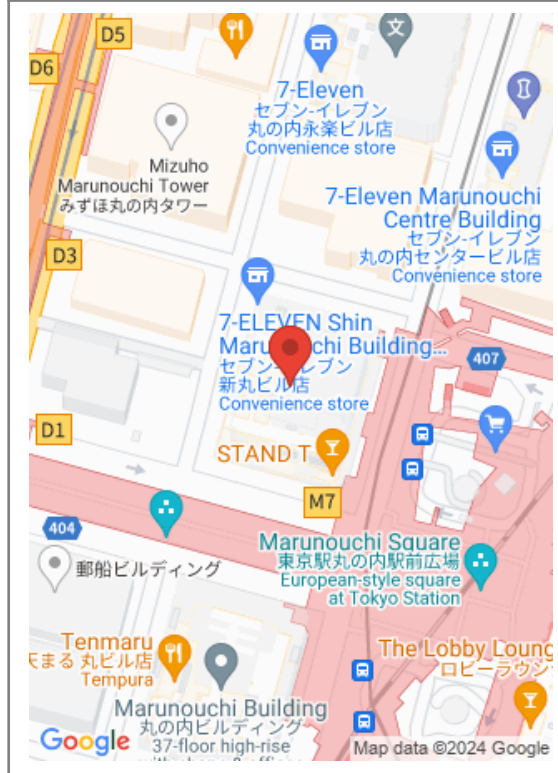 D5
D6
文
7-Eleven
セブン-イレブン
丸の内永楽ビル店
Convenience store
Mizuho
Marunouchi Tower
みずほ丸の内タワー
7-Eleven Marunouchi
Centre Building
セブン-イレブン
丸の内センタービル店
Convenience store
D3
7-ELEVEN Shin
Marunouchi Building...
セブン-イレブン
新丸ビル店
Convenience store
407
D1
STAND T
M7
404
郵船ビルディング
Marunouchi Square
東京駅丸の内駅前広場
European-style square
at Tokyo Station
Tenmaru
天まる 丸ビル店
Tempura
The Lobby Loung
ロビーラウン
Marunouchi Building
丸の内ビルディング
37-floor high-rise
Google
Map data ©2024 Google